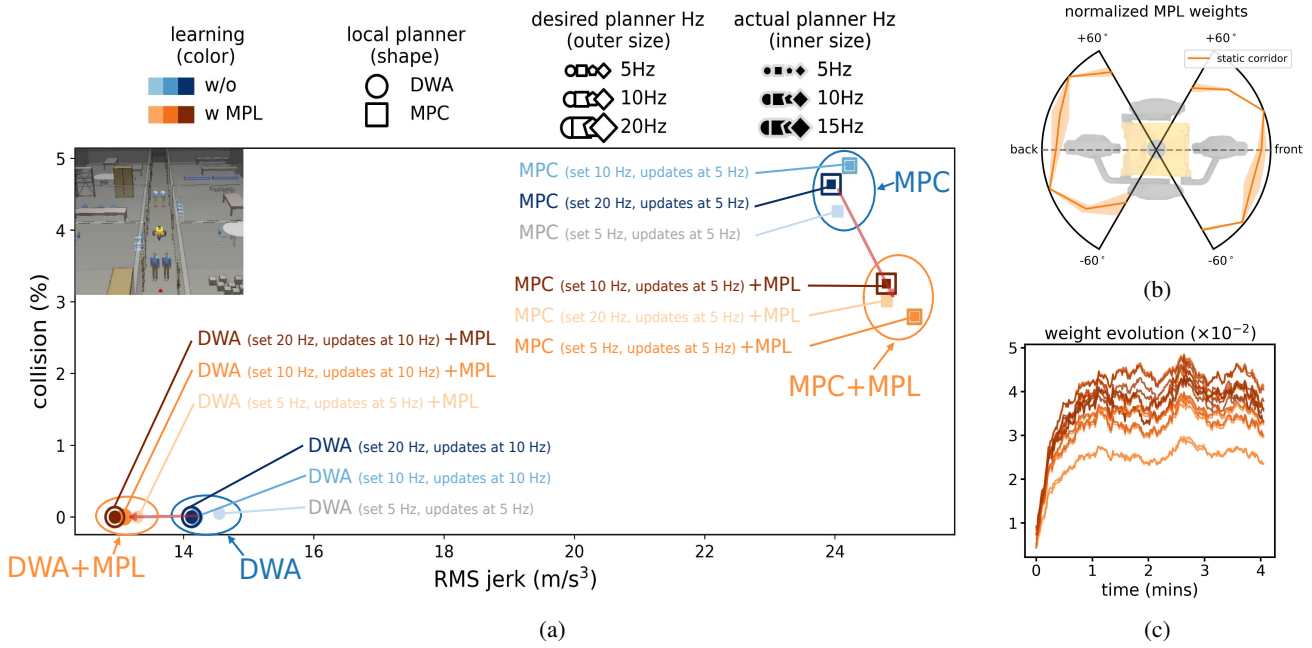 learning
(color)
w/o
w MPL
local planner
(shape)
DWA
MPC
desired planner Hz
(outer size)
5Hz
10Hz
20Hz
actual planner Hz
(inner size)
5Hz
10Hz
15Hz
collision (%)
5
4
3
2
1
0
MPC (set 10 Hz, updates at 5 Hz)
MPC (set 20 Hz, updates at 5 Hz)
MPC (set 5 Hz, updates at 5 Hz)
MPC
MPC (set 10 Hz, updates at 5 Hz) +MPL
MPC (set 20 Hz, updates at 5 Hz) +MPL
MPC (set 5 Hz, updates at 5 Hz) +MPL
MPC+MPL
DWA (set 20 Hz, updates at 10 Hz) +MPL
DWA (set 10 Hz, updates at 10 Hz) +MPL
DWA (set 5 Hz, updates at 5 Hz) +MPL
DWA (set 20 Hz, updates at 10 Hz)
DWA (set 10 Hz, updates at 10 Hz)
DWA (set 5 Hz, updates at 5 Hz)
DWA+MPL
DWA
14
16
18
20
22
24
RMS jerk (m/s³)
(a)
normalized MPL weights
+60°
+60°
static corridor
back
front
-60°
-60°
(b)
weight evolution (×10⁻²)
5
4
3
2
1
0
1
2
3
4
time (mins)
(c)